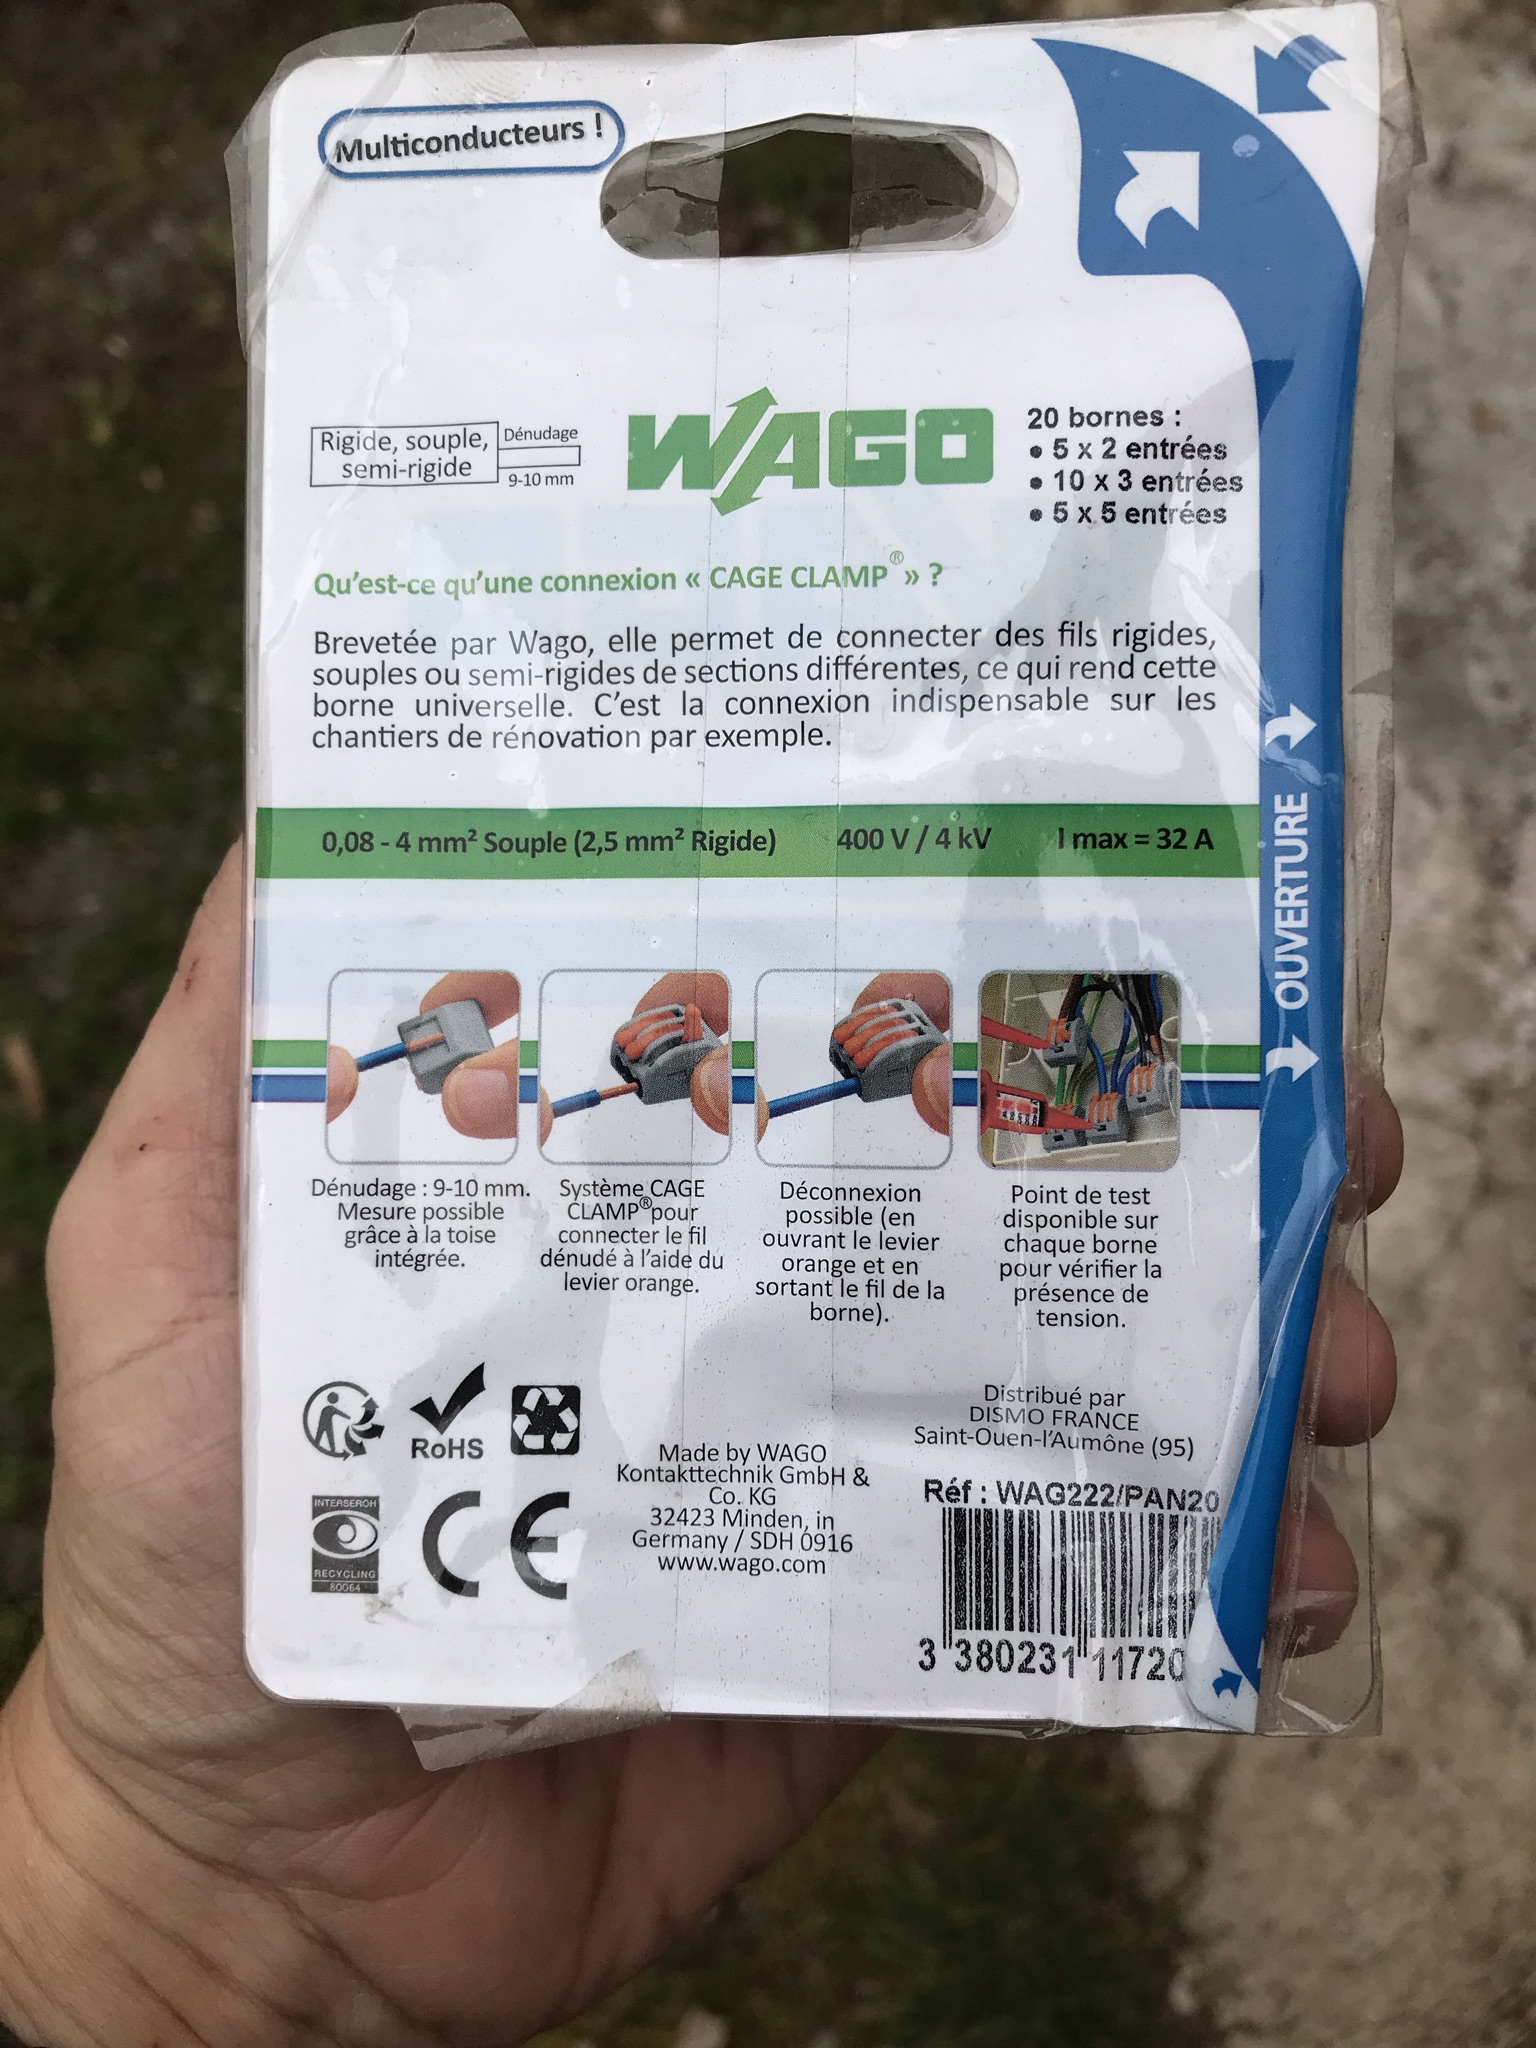 Multiconducteurs !
Rigide, souple,
semi-rigide
Dénudage
9-10 mm
WAGO
20 bornes :
• 5 x 2 entrées
• 10 x 3 entrées
• 5 x 5 entrées
Qu'est-ce qu'une connexion « CAGE CLAMP® » ?
Brevetée par Wago, elle permet de connecter des fils rigides,
souples ou semi-rigides de sections différentes, ce qui rend cette
borne universelle. C'est la connexion indispensable sur les
chantiers de rénovation par exemple.
0,08 - 4 mm² Souple (2,5 mm² Rigide) 400 V / 4 kV I max = 32 A
OUVERTURE
Dénudage : 9-10 mm.
Mesure possible
grâce à la toise
intégrée.
Système CAGE
CLAMP® pour
connecter le fil
dénudé à l'aide du
levier orange.
Déconnexion
possible (en
ouvrant le levier
orange et en
sortant le fil de la
borne).
Point de test
disponible sur
chaque borne
pour vérifier la
présence de
tension.
RoHS
INTERSEROH
RECYCLING
80064
CE
Made by WAGO
Kontakttechnik GmbH &
Co. KG
32423 Minden, in
Germany / SDH 0916
www.wago.com
Distribué par
DISMO FRANCE
Saint-Ouen-l'Aumône (95)
Réf : WAG222/PAN20
3 380231 11720